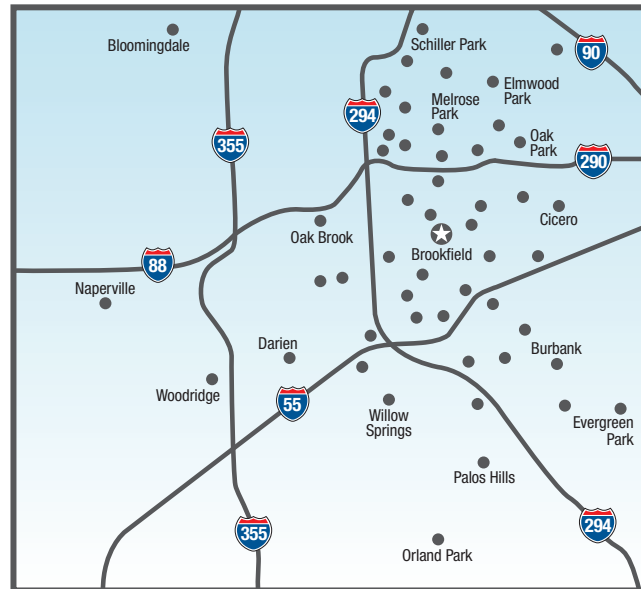 Bloomingdale
Schiller Park
90
Elmwood
Park
294
Melrose
Park
355
Oak
Park
290
Cicero
Oak Brook
Brookfield
88
Naperville
Darien
Burbank
Woodridge
55
Willow
Springs
Evergreen
Park
Palos Hills
355
294
Orland Park